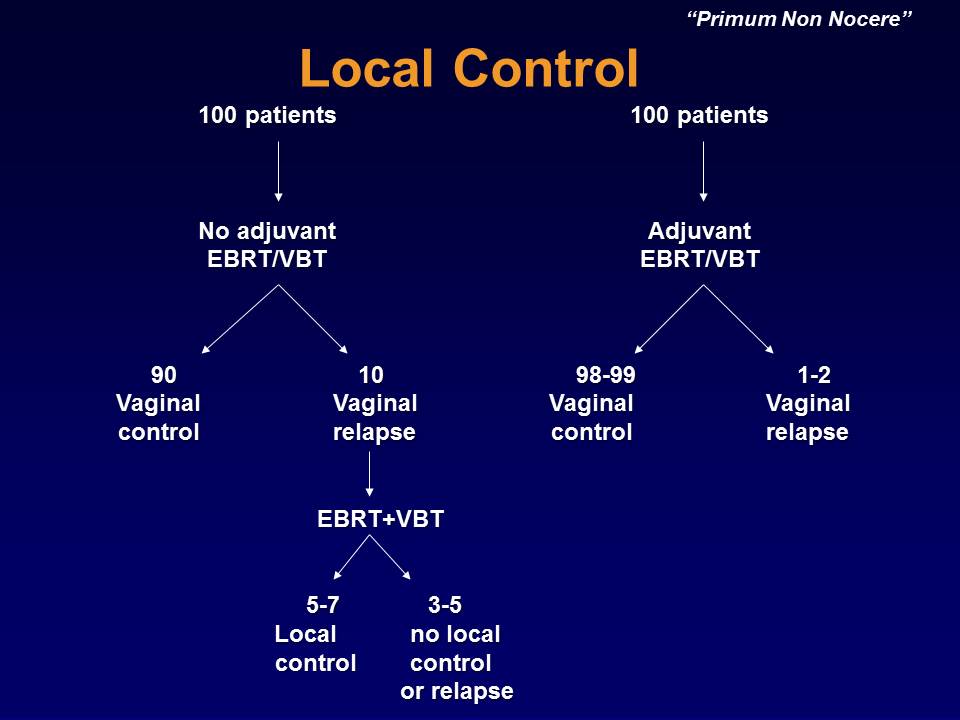 “Primum Non Nocere”
Local Control
100 patients
100 patients
No adjuvant
EBRT/VBT
Adjuvant
EBRT/VBT
90
Vaginal
control
10
Vaginal
relapse
98-99
Vaginal
control
1-2
Vaginal
relapse
EBRT+VBT
5-7
Local
control
3-5
no local
control
or relapse